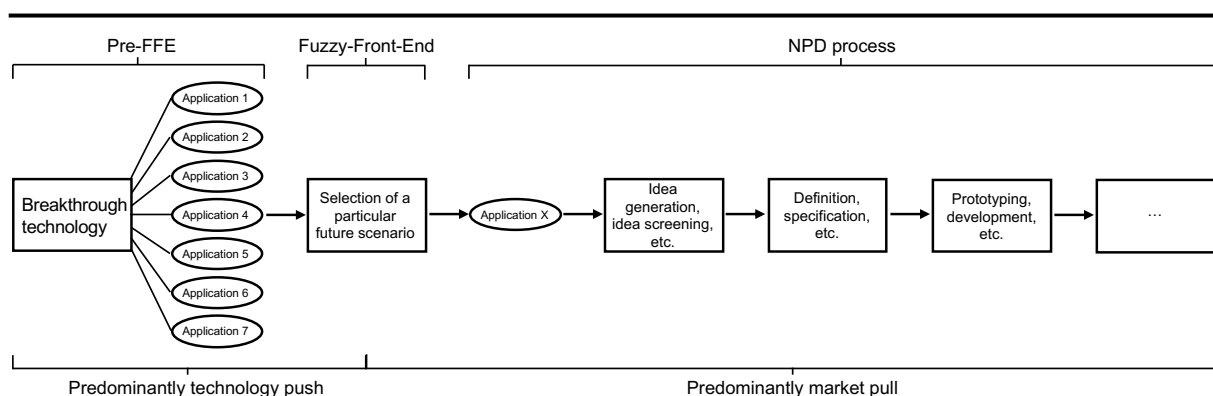 Pre-FFE
Fuzzy-Front-End
NPD process
Breakthrough
technology
Application 1
Application 2
Application 3
Application 4
Application 5
Application 6
Application 7
Selection of a
particular
future scenario
Application X
Idea
generation,
idea screening,
etc.
Definition,
specification,
etc.
Prototyping,
development,
etc.
...
Predominantly technology push
Predominantly market pull